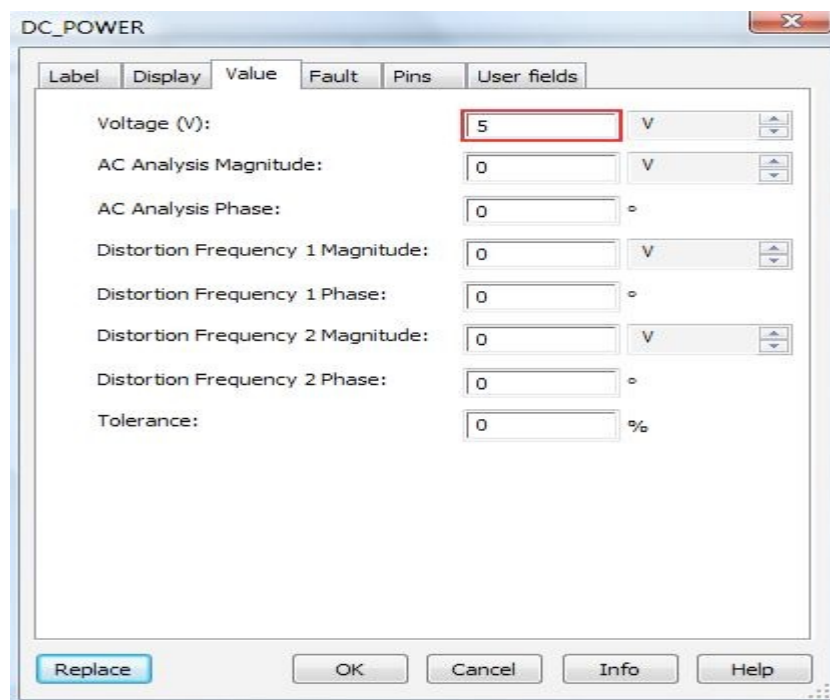 DC_POWER
Label Display Value Fault Pins User fields
Voltage (V): 5 V
AC Analysis Magnitude: 0 V
AC Analysis Phase: 0 °
Distortion Frequency 1 Magnitude: 0 V
Distortion Frequency 1 Phase: 0 °
Distortion Frequency 2 Magnitude: 0 V
Distortion Frequency 2 Phase: 0 °
Tolerance: 0 %
Replace OK Cancel Info Help